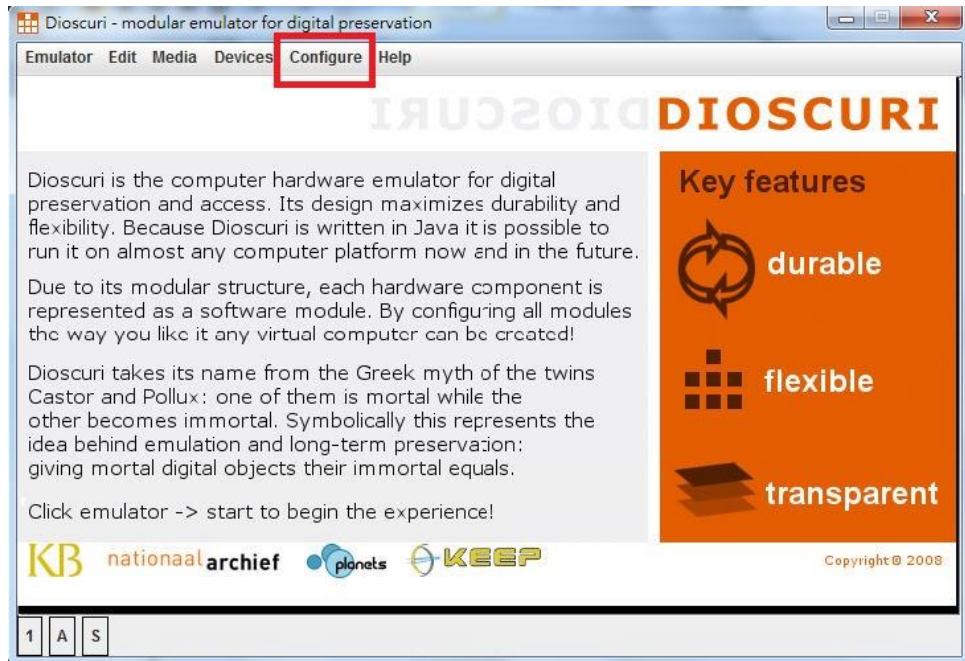 Dioscuri - modular emulator for digital preservation
Emulator Edit Media Devices Configure Help
DIOSCURI DIOSCURI
Dioscuri is the computer hardware emulator for digital
preservation and access. Its design maximizes durability and
flexibility. Because Dioscuri is written in Java it is possible to
run it on almost any computer platform now and in the future.
Due to its modular structure, each hardware component is
represented as a software module. By configuring all modules
the way you like it any virtual computer can be created!
Dioscuri takes its name from the Greek myth of the twins
Castor and Pollux: one of them is mortal while the
other becomes immortal. Symbolically this represents the
idea behind emulation and long-term preservation:
giving mortal digital objects their immortal equals.
Click emulator -> start to begin the experience!
Key features
durable
flexible
transparent
KB nationaal archief planets KEEP
Copyright © 2008
1 A S